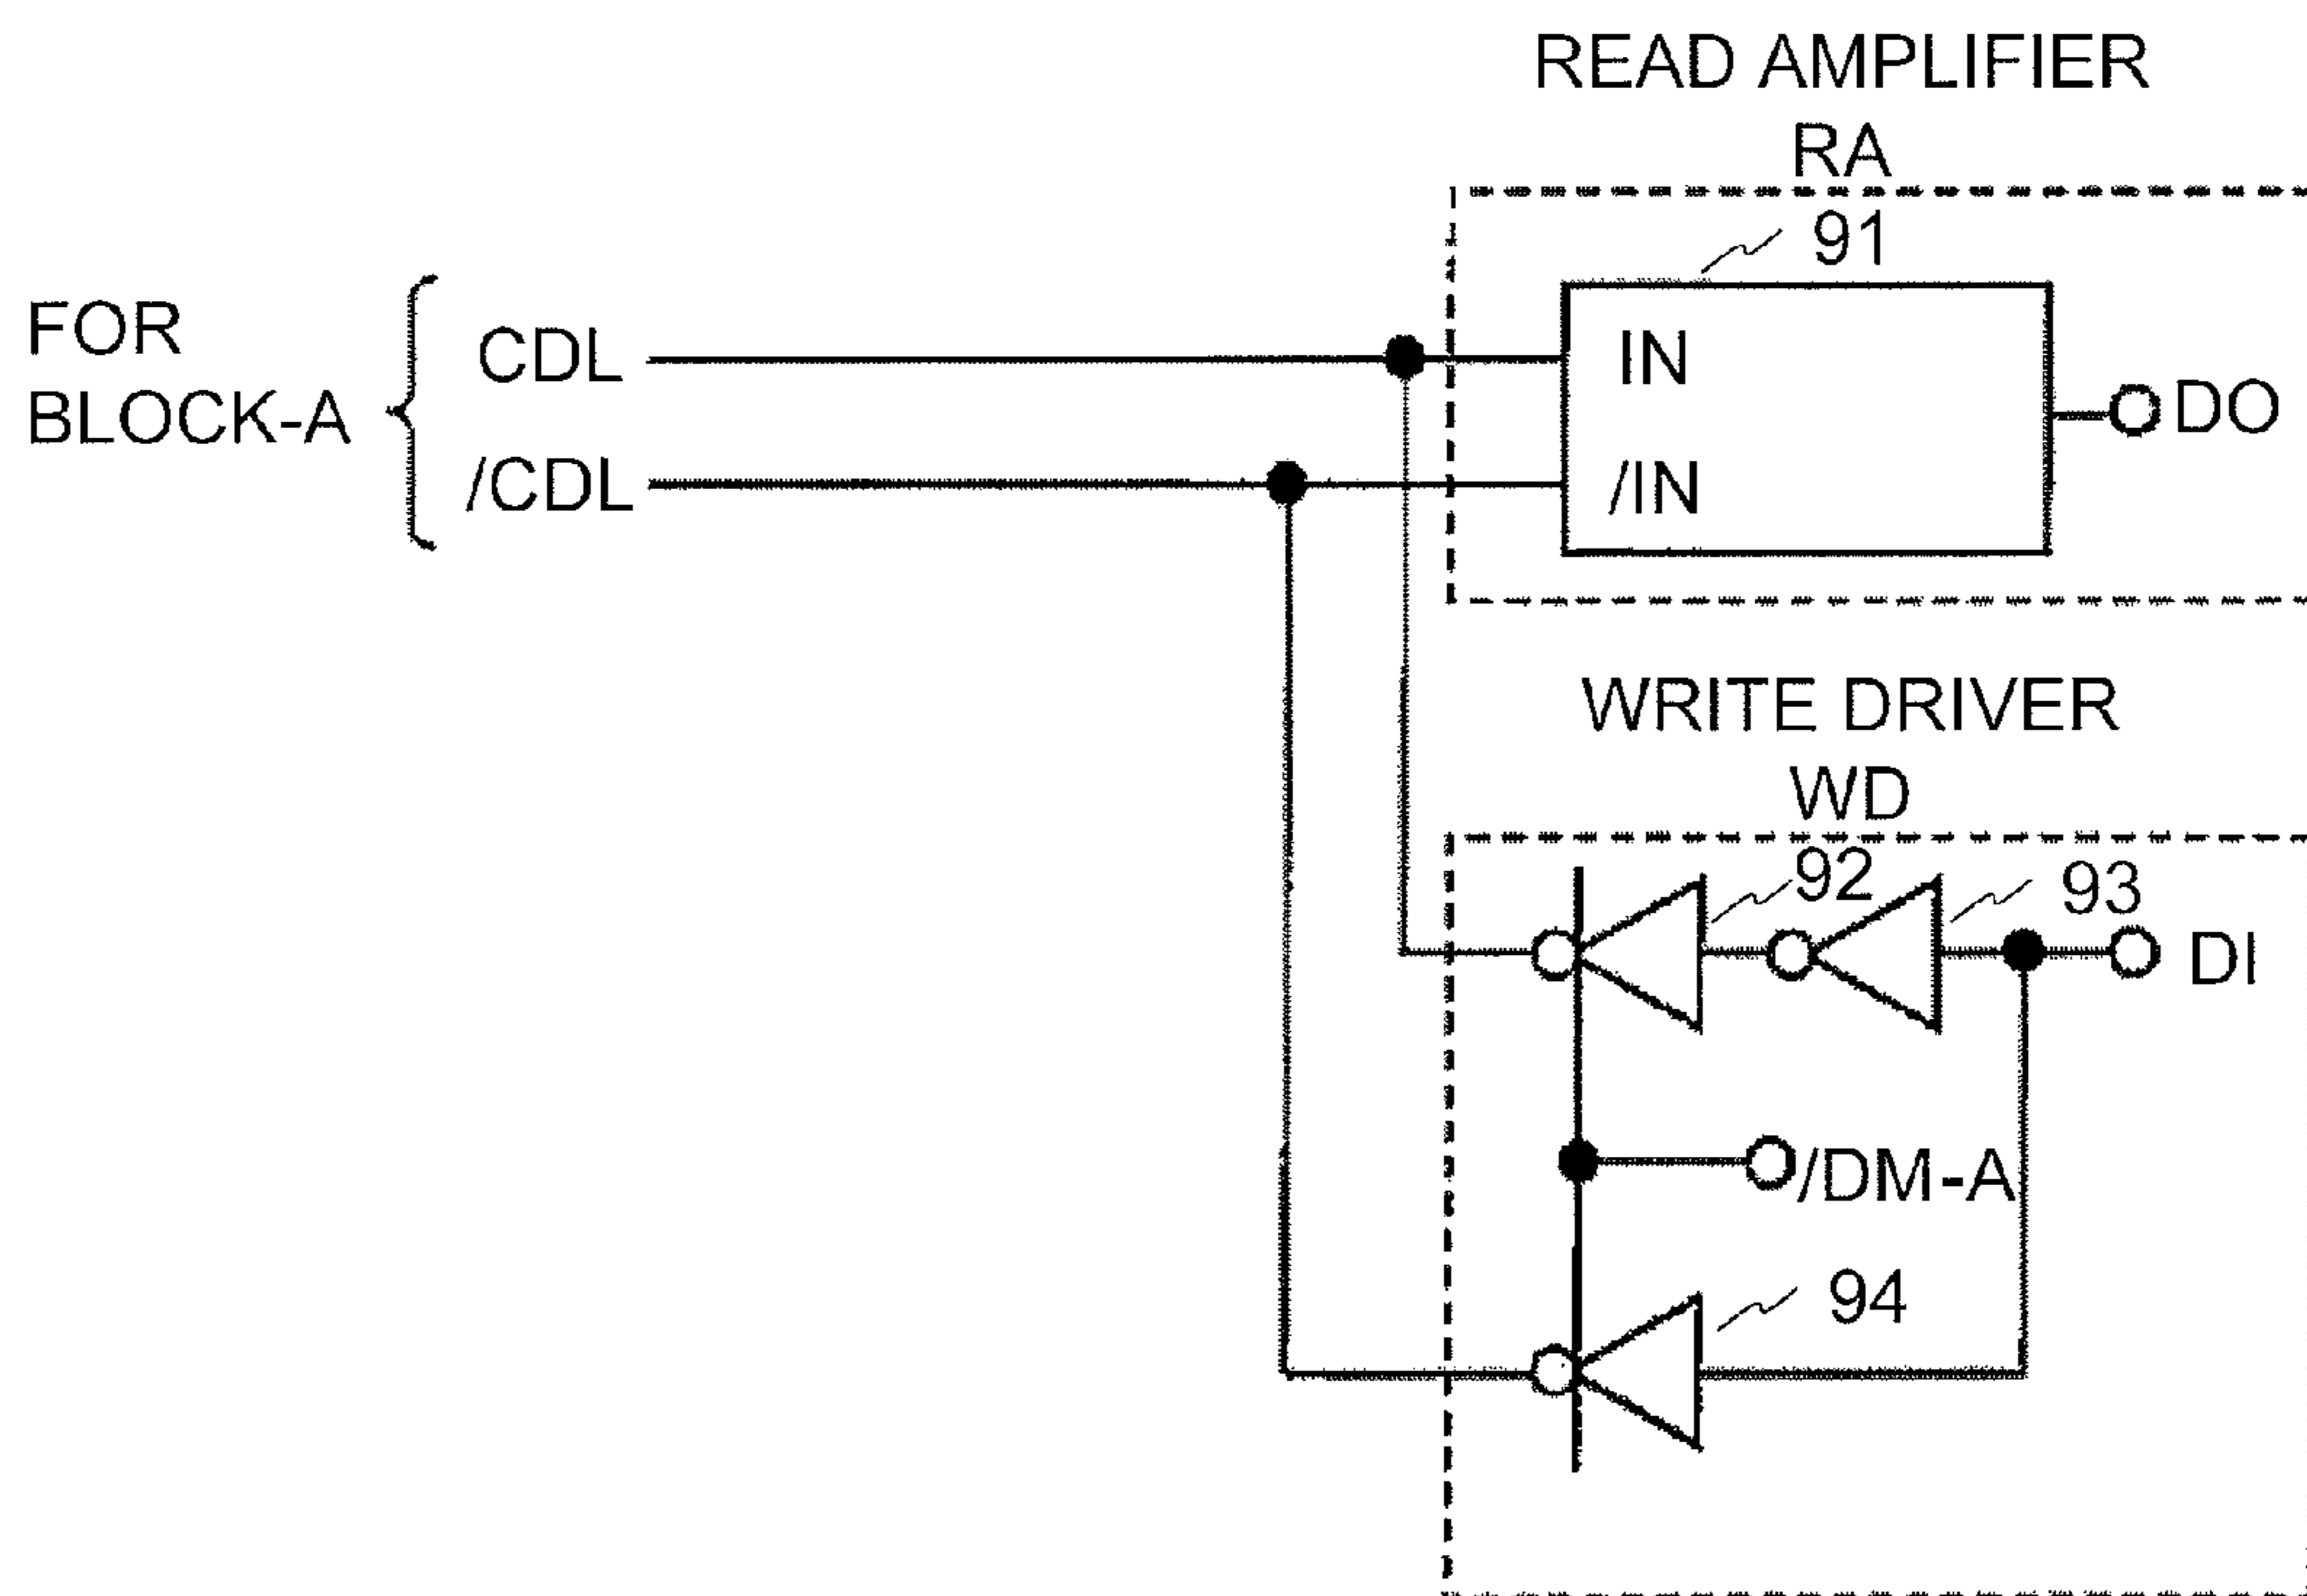 READ AMPLIFIER
RA
91
FOR
BLOCK-A
CDL
IN
DO
/CDL
/IN
WRITE DRIVER
WD
92
93
DI
/DM-A
94